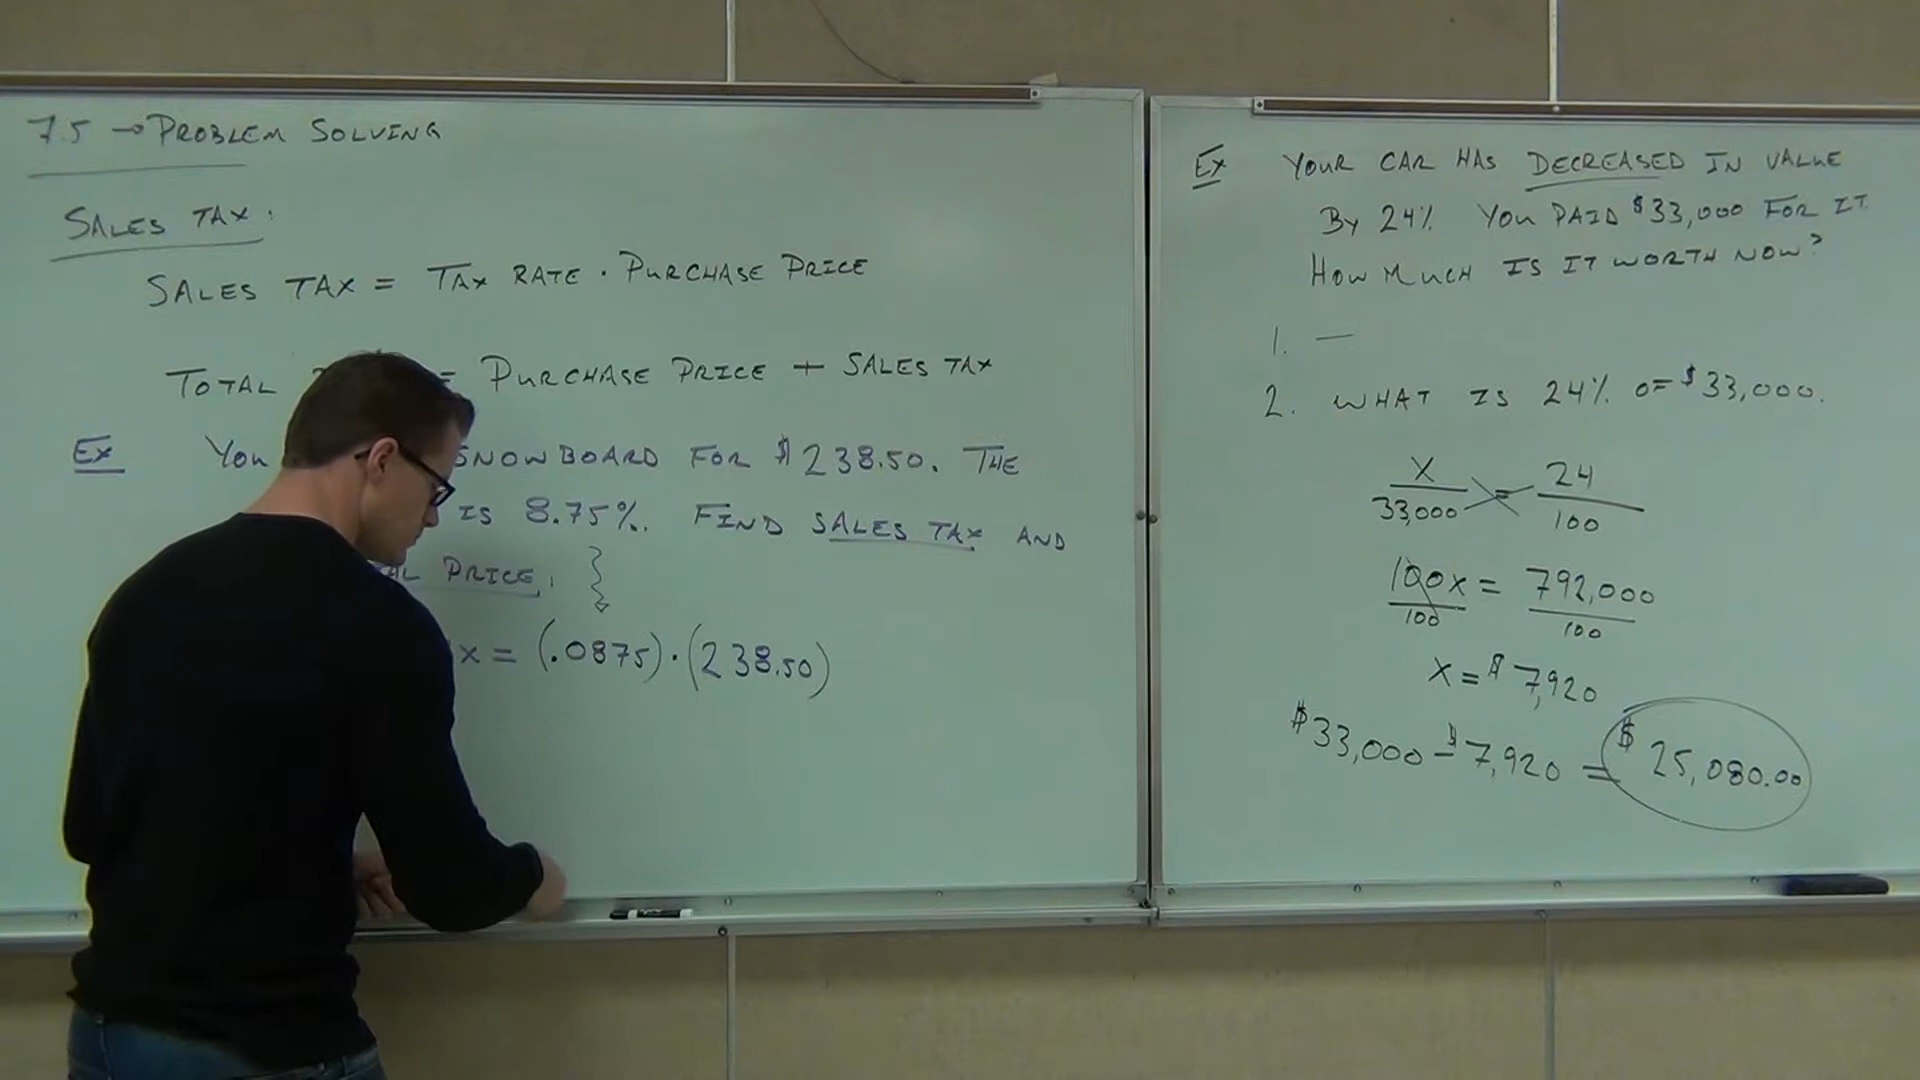 7.5 → PROBLEM SOLVING
SALES TAX:
SALES TAX = TAX RATE · PURCHASE PRICE
TOTAL = PURCHASE PRICE + SALES TAX
Ex YOU SNOWBOARD FOR $238.50. THE
IS 8.75%. FIND SALES TAX AND
PRICE.
x = (.0875) · (238.50)
Ex YOUR CAR HAS DECREASED IN VALUE
BY 24% YOU PAID $33,000 FOR IT
HOW MUCH IS IT WORTH NOW?
1. —
2. WHAT IS 24% OF $33,000.
x/33,000 = 24/100
100x/100 = 792,000/100
x = $7,920
$33,000 - $7,920 = $25,080.00